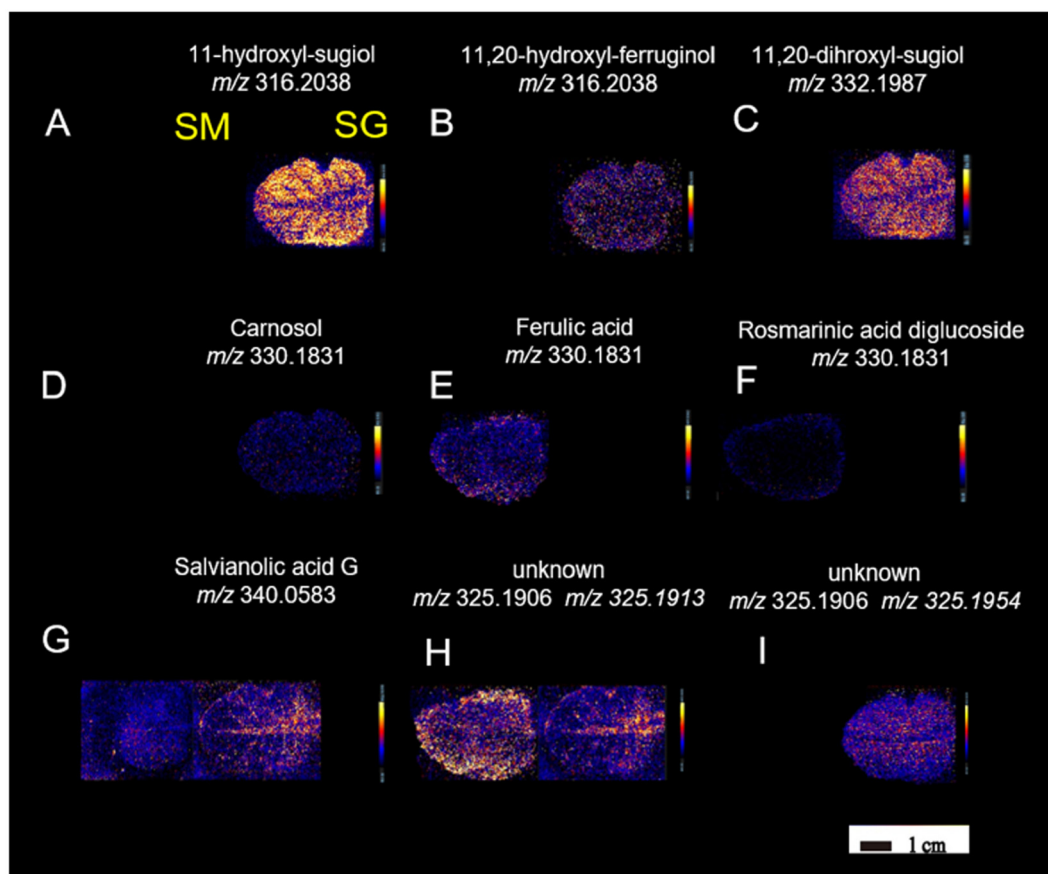 11-hydroxyl-sugiol
m/z 316.2038
11,20-hydroxyl-ferruginol
m/z 316.2038
11,20-dihroxyl-sugiol
m/z 332.1987
A
SM
SG
B
C
Carnosol
m/z 330.1831
Ferulic acid
m/z 330.1831
Rosmarinic acid diglucoside
m/z 330.1831
D
E
F
Salvianolic acid G
m/z 340.0583
unknown
m/z 325.1906 m/z 325.1913
unknown
m/z 325.1906 m/z 325.1954
G
H
I
1 cm